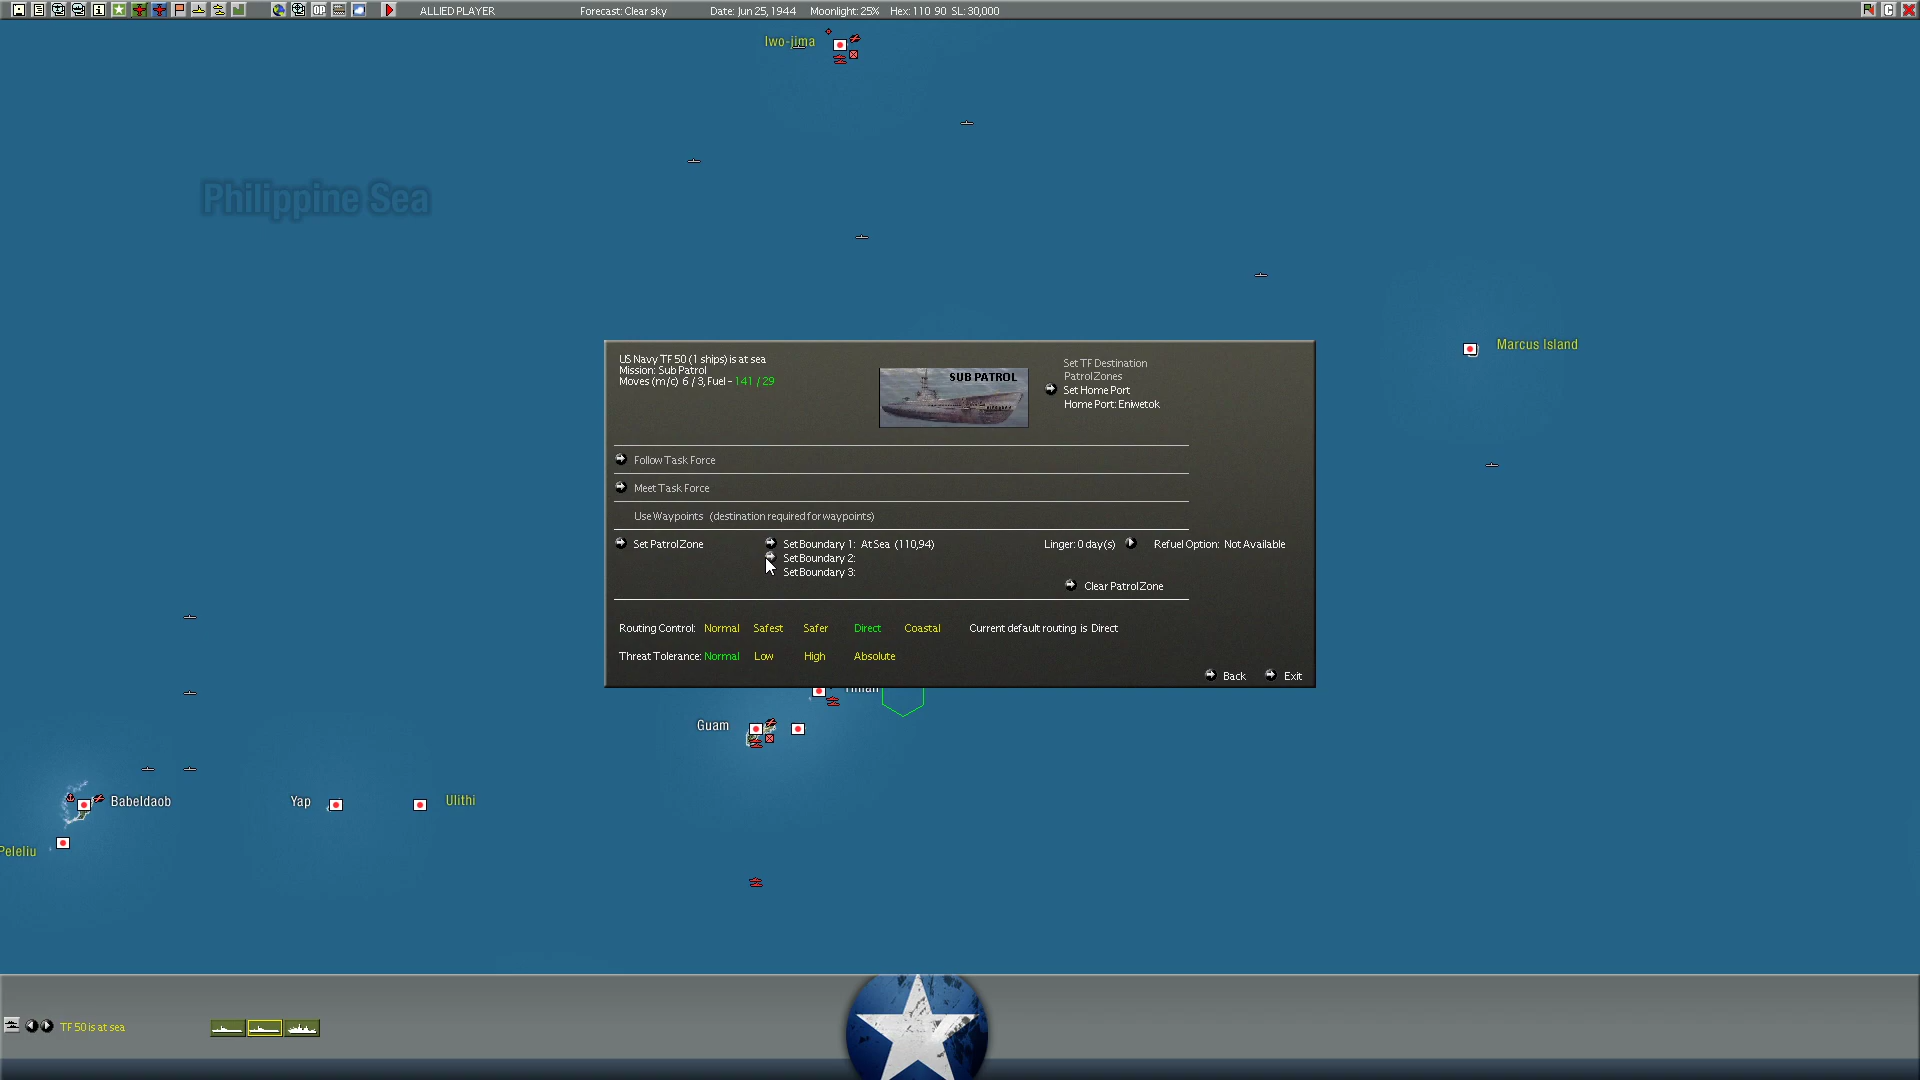 OP
C
ALLIED PLAYER
Forecast: Clear sky
Date: Jun 25, 1944 Moonlight: 25% Hex: 110 90 SL: 30,000
Iwo-jima
Philippine Sea
Marcus Island
US Navy TF 50 (1 ships) is at sea
Mission: Sub Patrol
Moves (m/c) 6 / 3, Fuel - 141 / 29
SUB PATROL
Set TF Destination
Patrol Zones
Set Home Port
Home Port: Eniwetok
Follow Task Force
Meet Task Force
Use Waypoints (destination required for waypoints)
Set Patrol Zone
Set Boundary 1: At Sea (110,94)
Linger: 0 day(s)
Refuel Option: Not Available
Set Boundary 2:
Set Boundary 3:
Clear Patrol Zone
Routing Control: Normal Safest Safer Direct Coastal Current default routing is Direct
Threat Tolerance: Normal Low High Absolute
Back Exit
Guam
Babeldaob
Yap
Ulithi
Peleliu
TF 50 is at sea